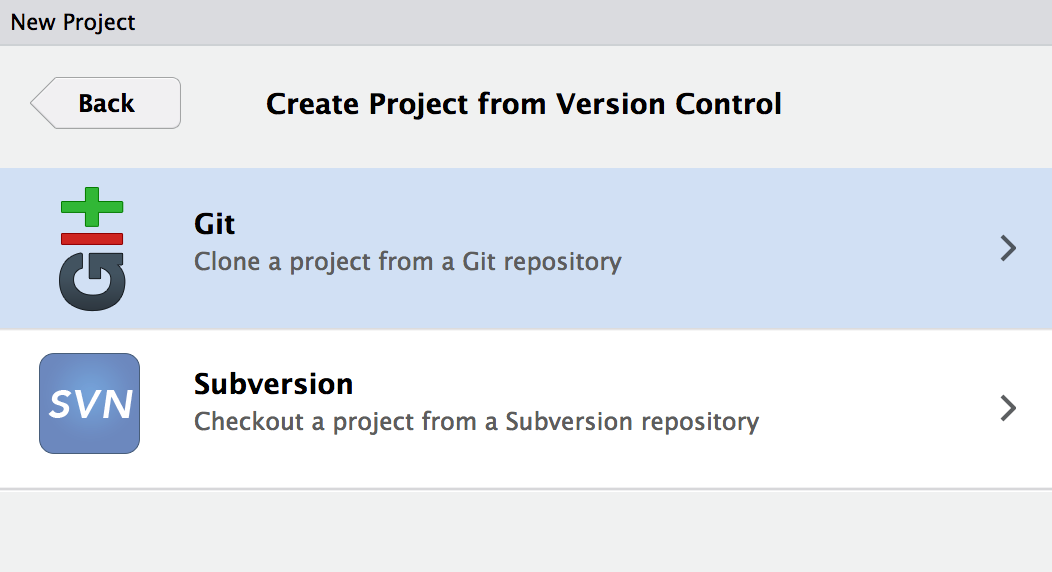 New Project
Back
Create Project from Version Control
Git
Clone a project from a Git repository
SVN
Subversion
Checkout a project from a Subversion repository